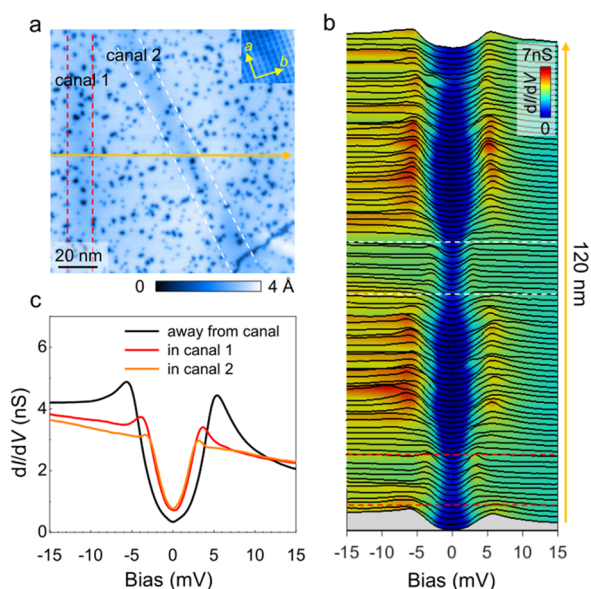 a
canal 2
canal 1
a
b
20 nm
0 4 Å
b
7nS
dI/dV
0
120 nm
-15 -10 -5 0 5 10 15
Bias (mV)
c
away from canal
in canal 1
in canal 2
dI/dV (nS)
6
4
2
0
-15 -10 -5 0 5 10 15
Bias (mV)